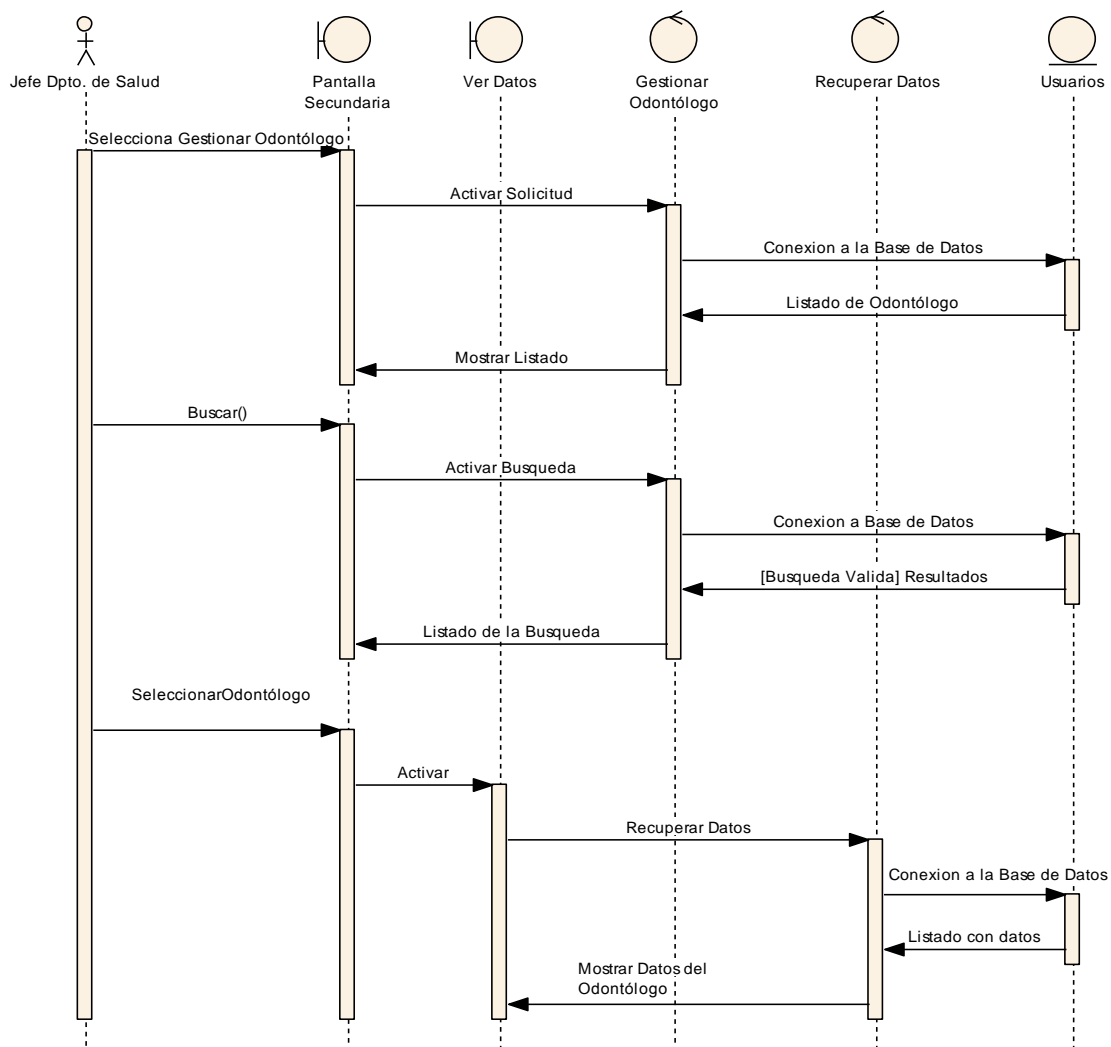 Jefe Dpto. de Salud
Pantalla
Secundaria
Ver Datos
Gestionar
Odontólogo
Recuperar Datos
Usuarios
Selecciona Gestionar Odontólogo
Activar Solicitud
Conexion a la Base de Datos
Listado de Odontólogo
Mostrar Listado
Buscar()
Activar Busqueda
Conexion a Base de Datos
[Busqueda Valida] Resultados
Listado de la Busqueda
SeleccionarOdontólogo
Activar
Recuperar Datos
Conexion a la Base de Datos
Listado con datos
Mostrar Datos del
Odontólogo